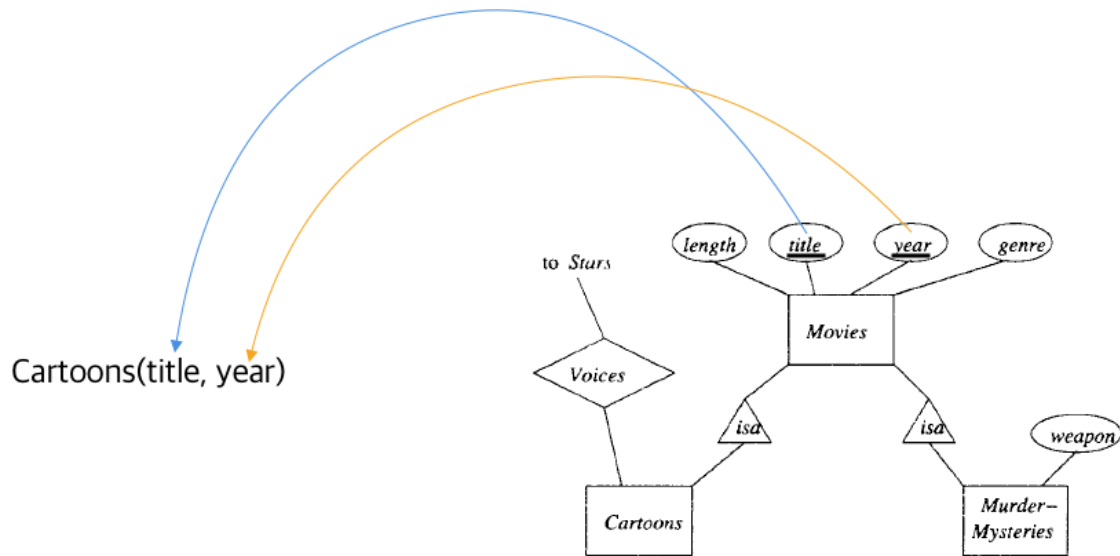 length title year genre
to Stars
Movies
Cartoons(title, year)
Voices
isa isa
weapon
Cartoons
Murder-
Mysteries